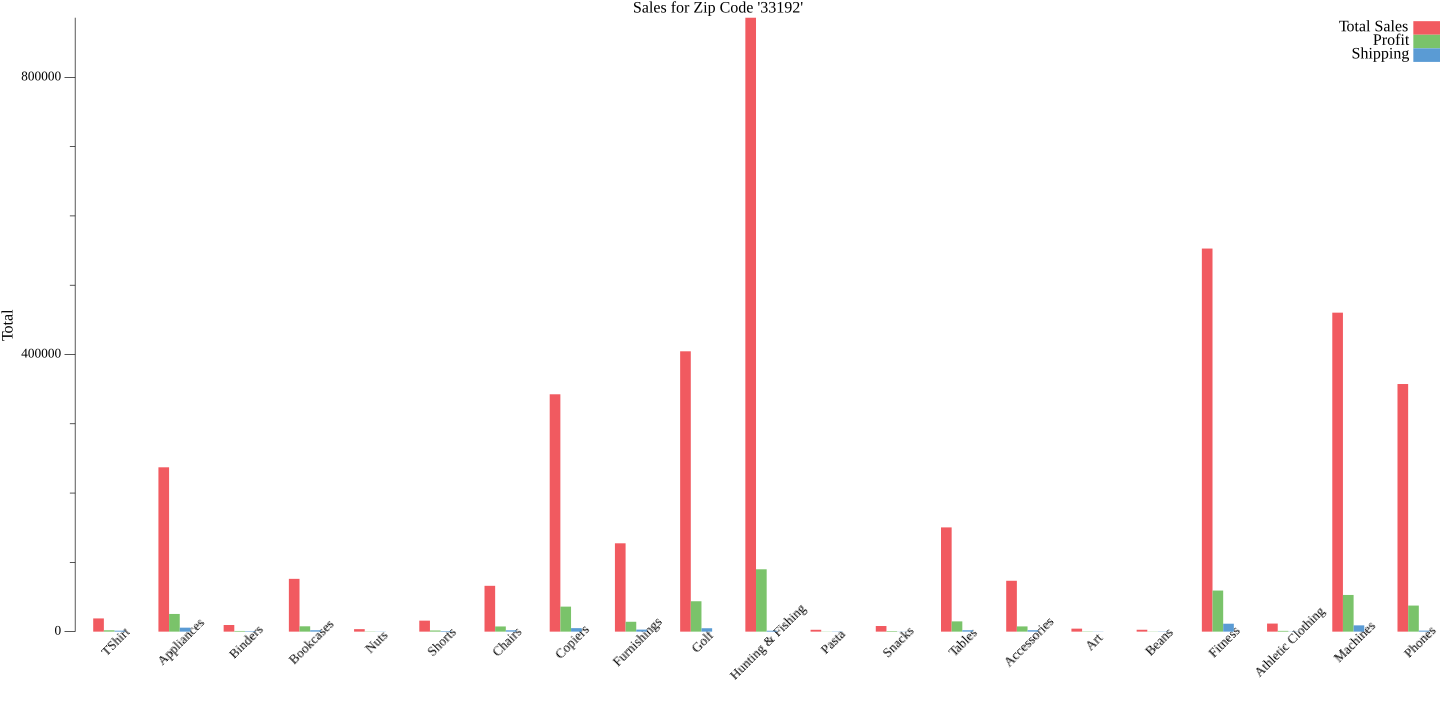 Sales for Zip Code '33192'
Total Sales
Profit
Shipping
800000
400000
0
Total
TShirt
Appliances
Binders
Bookcases
Nuts
Shorts
Chairs
Copiers
Furnishings
Golf
Hunting & Fishing
Pasta
Snacks
Tables
Accessories
Art
Beans
Fitness
Athletic Clothing
Machines
Phones